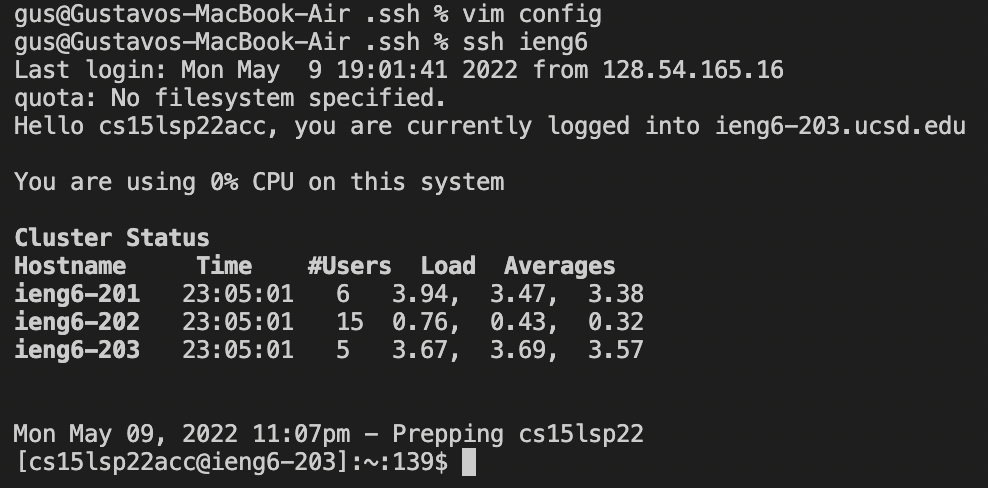 gus@Gustavos-MacBook-Air .ssh % vim config
gus@Gustavos-MacBook-Air .ssh % ssh ieng6
Last login: Mon May  9 19:01:41 2022 from 128.54.165.16
quota: No filesystem specified.
Hello cs15lsp22acc, you are currently logged into ieng6-203.ucsd.edu
You are using 0% CPU on this system
Cluster Status
Hostname     Time    #Users  Load  Averages
ieng6-201   23:05:01   6   3.94,  3.47,  3.38
ieng6-202   23:05:01   15  0.76,  0.43,  0.32
ieng6-203   23:05:01   5   3.67,  3.69,  3.57
Mon May 09, 2022 11:07pm - Prepping cs15lsp22
[cs15lsp22acc@ieng6-203]:~:139$